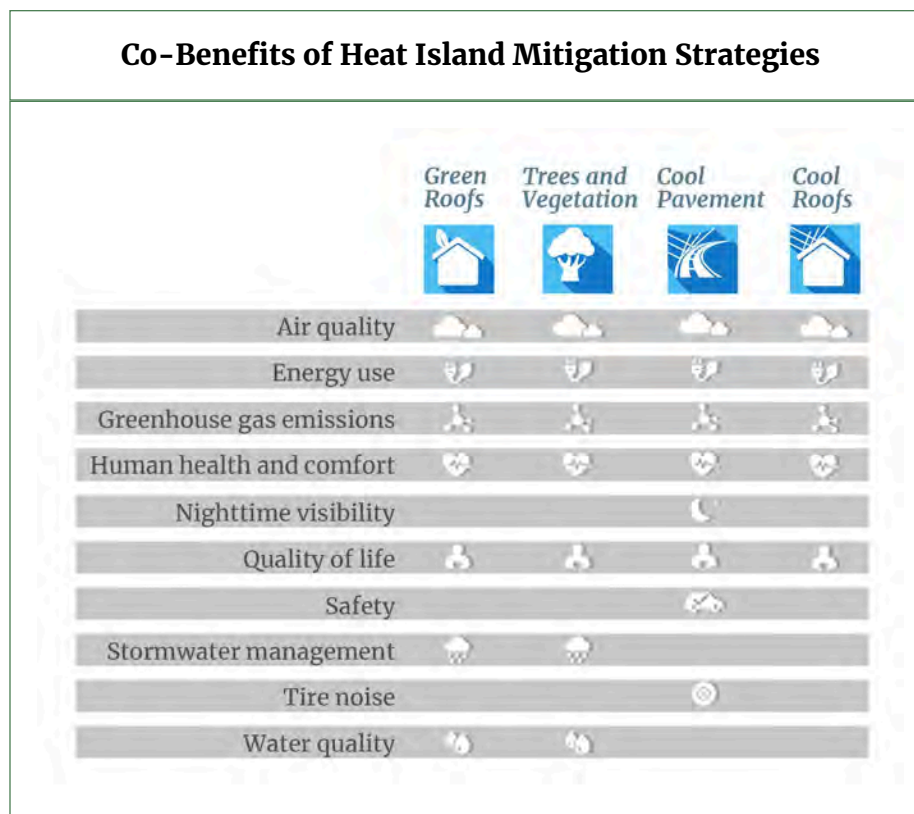 Co-Benefits of Heat Island Mitigation Strategies
Green Roofs
Trees and Vegetation
Cool Pavement
Cool Roofs
Air quality
Energy use
Greenhouse gas emissions
Human health and comfort
Nighttime visibility
Quality of life
Safety
Stormwater management
Tire noise
Water quality